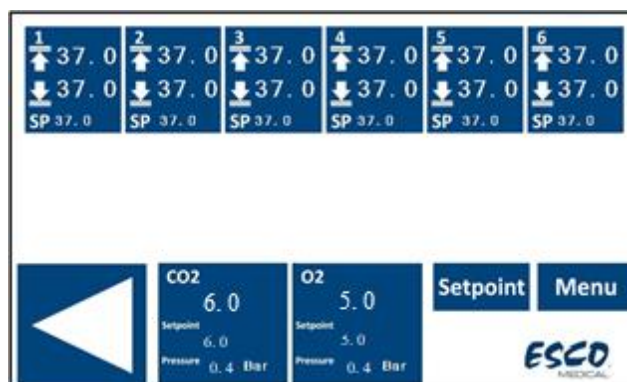 1 2 3 4 5 6
37.0 37.0 37.0 37.0 37.0 37.0
37.0 37.0 37.0 37.0 37.0 37.0
SP 37.0 SP 37.0 SP 37.0 SP 37.0 SP 37.0 SP 37.0
CO2
6.0
Setpoint
6.0
Pressure 0.4 Bar
O2
5.0
Setpoint
5.0
Pressure 0.4 Bar
Setpoint
Menu
ESCO
MEDICAL